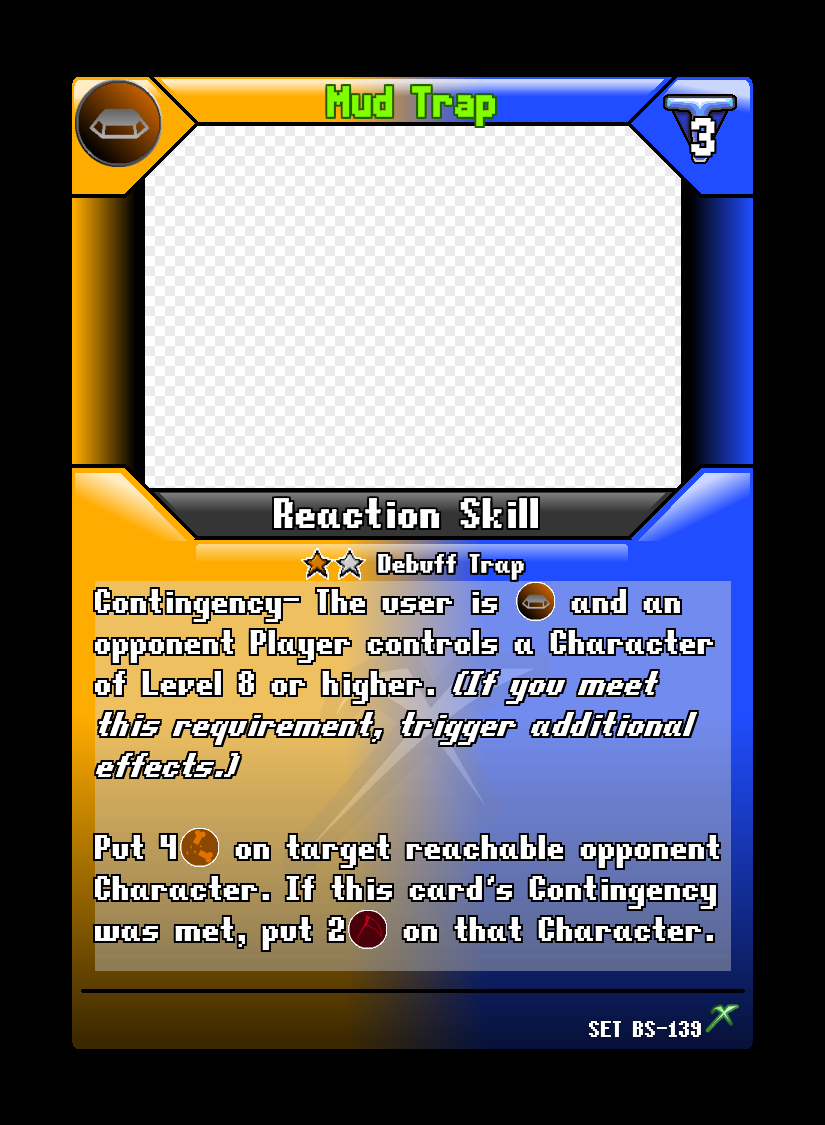 Mud Trap
3
Reaction Skill
Debuff Trap
Contingency- The user is and an
opponent Player controls a Character
of Level 8 or higher. (If you meet
this requirement, trigger additional
effects.)
Put 4 on target reachable opponent
Character. If this card's Contingency
was met, put 2 on that Character.
SET BS-139